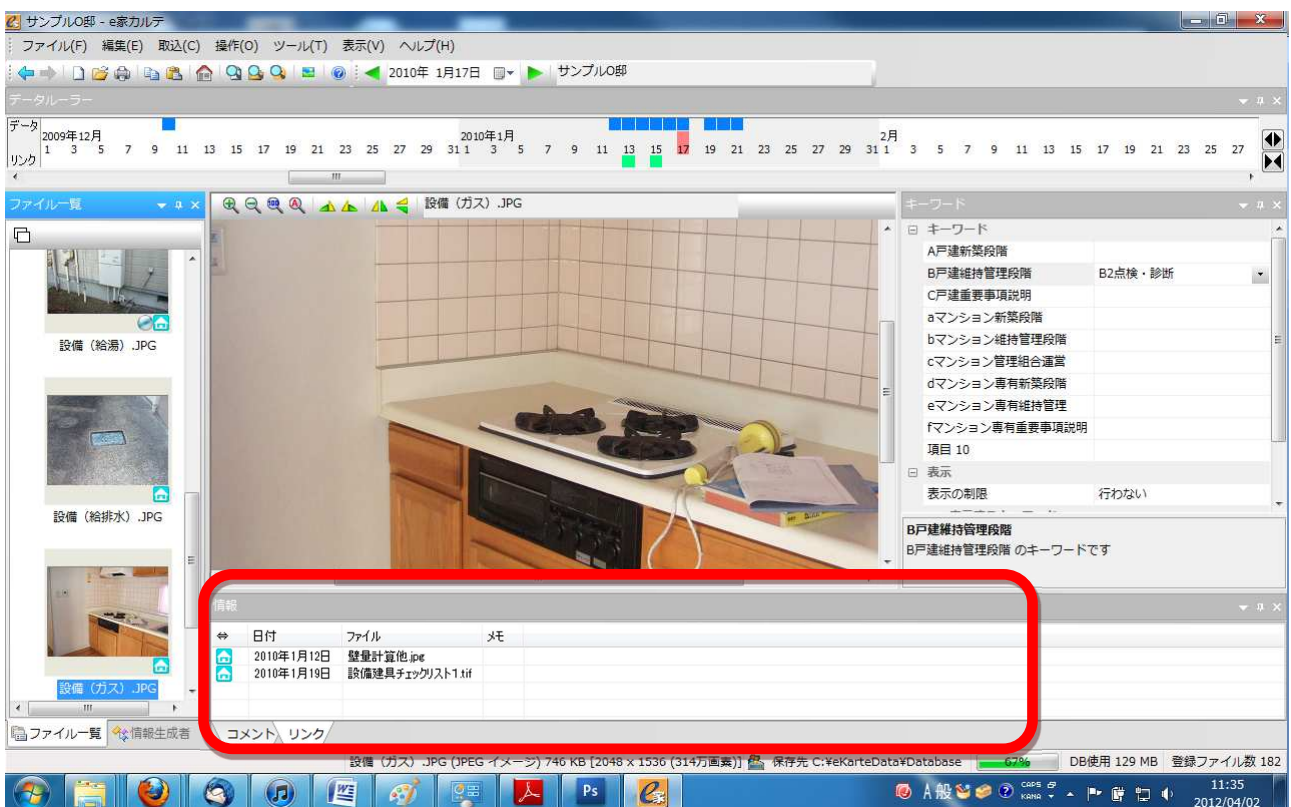 サンプルO邸 - e家カルテ
ファイル(F) 編集(E) 取込(C) 操作(O) ツール(T) 表示(V) ヘルプ(H)
2010年 1月17日 サンプルO邸
データルーラー
データ
2009年12月 2010年1月 2月
1 3 5 7 9 11 13 15 17 19 21 23 25 27 29 31 1 3 5 7 9 11 13 15 17 19 21 23 25 27 29 31 1 3 5 7 9 11 13 15 17 19 21 23 25 27
リンク
ファイル一覧
設備（給湯）.JPG
設備（給排水）.JPG
設備（ガス）.JPG
ファイル一覧 情報生成者
設備（ガス）.JPG
キーワード
キーワード
A戸建新築段階
B戸建維持管理段階 B2点検・診断
C戸建重要事項説明
aマンション新築段階
bマンション維持管理段階
cマンション管理組合運営
dマンション専有新築段階
eマンション専有維持管理
fマンション専有重要事項説明
項目 10
表示
表示の制限 行わない
B戸建維持管理段階
B戸建維持管理段階 のキーワードです
情報
⇔ 日付 ファイル メモ
2010年1月12日 壁量計算他.jpg
2010年1月19日 設備建具チェックリスト1.tif
コメント リンク
設備（ガス）.JPG (JPEG イメージ) 746 KB [2048 x 1536 (314万画素)] 保存先 C:¥eKarteData¥Database 67% DB使用 129 MB 登録ファイル数 182
Ps
A 般 CAPS KANA 11:35
2012/04/02